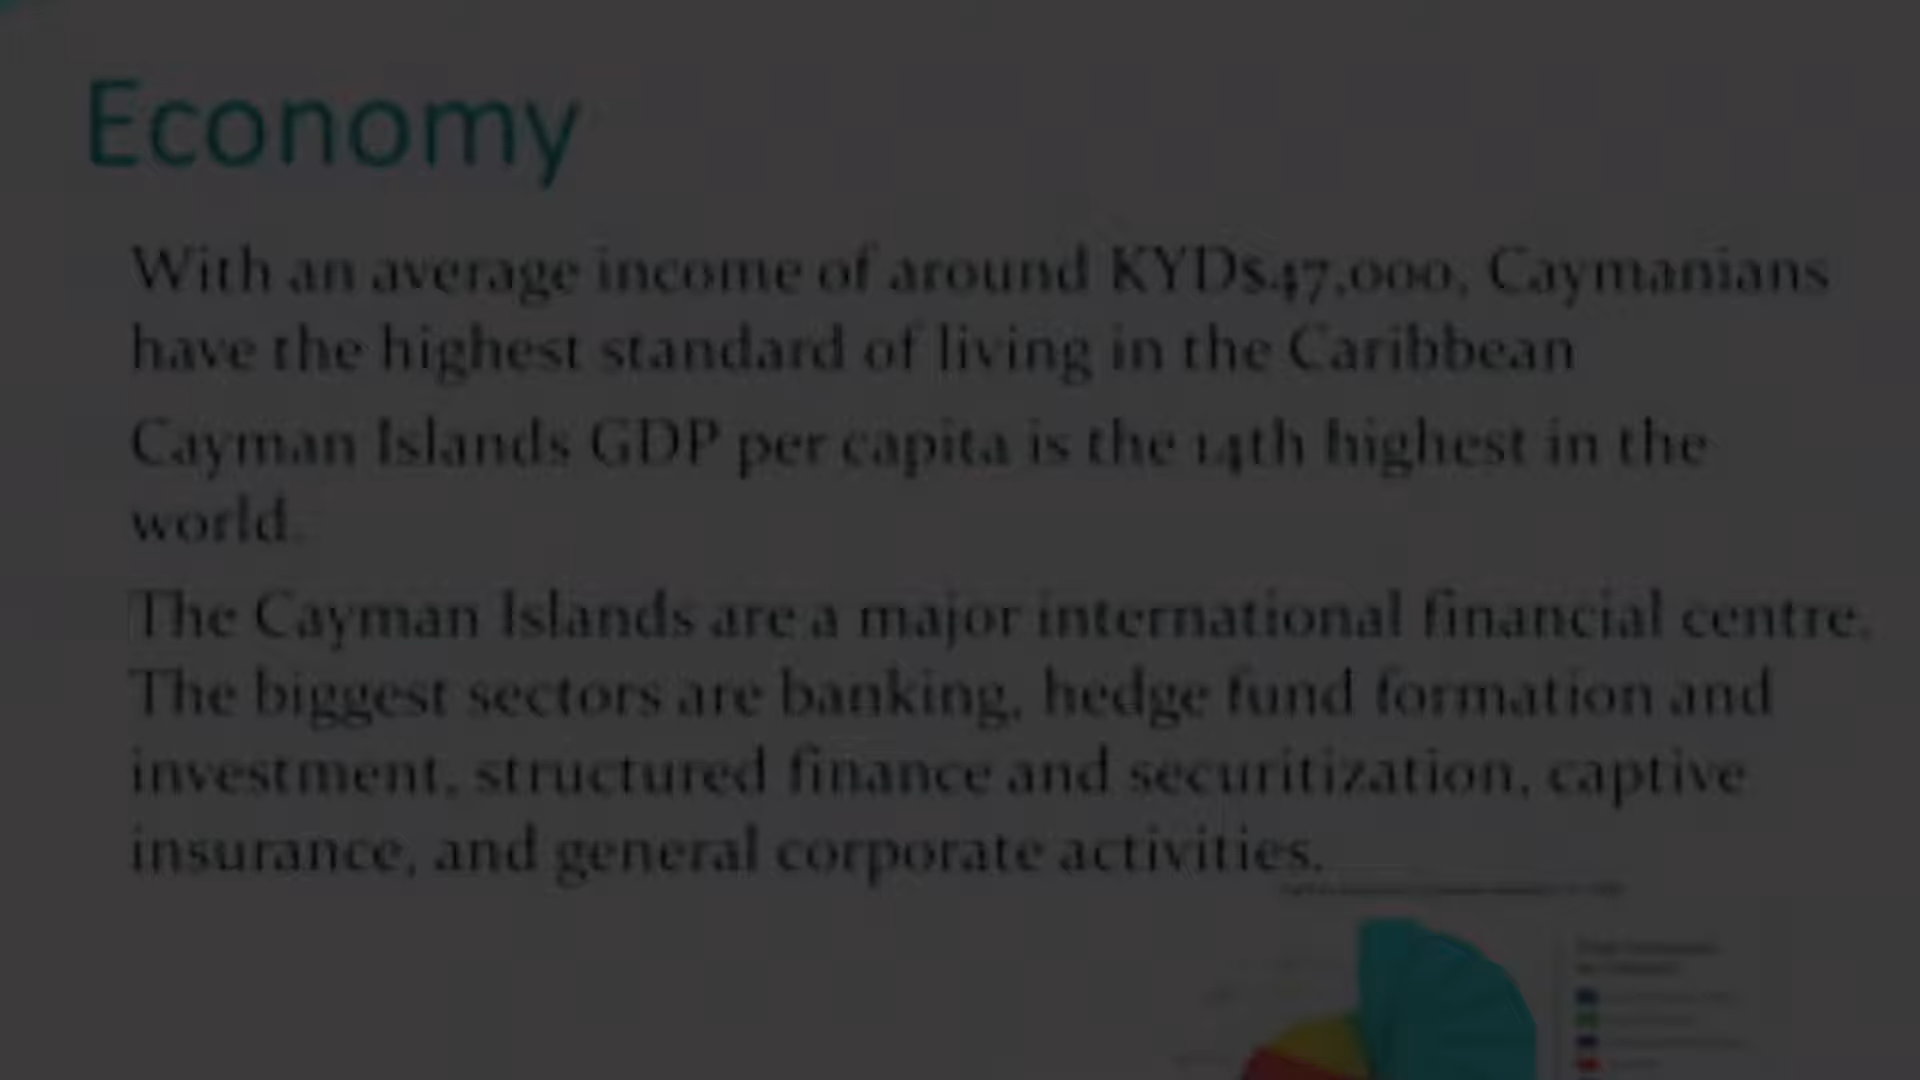 Economy
With an average income of around KYD$47,000, Caymanians
have the highest standard of living in the Caribbean
Cayman Islands GDP per capita is the 14th highest in the
world.
The Cayman Islands are a major international financial centre.
The biggest sectors are banking, hedge fund formation and
investment, structured finance and securitization, captive
insurance, and general corporate activities.